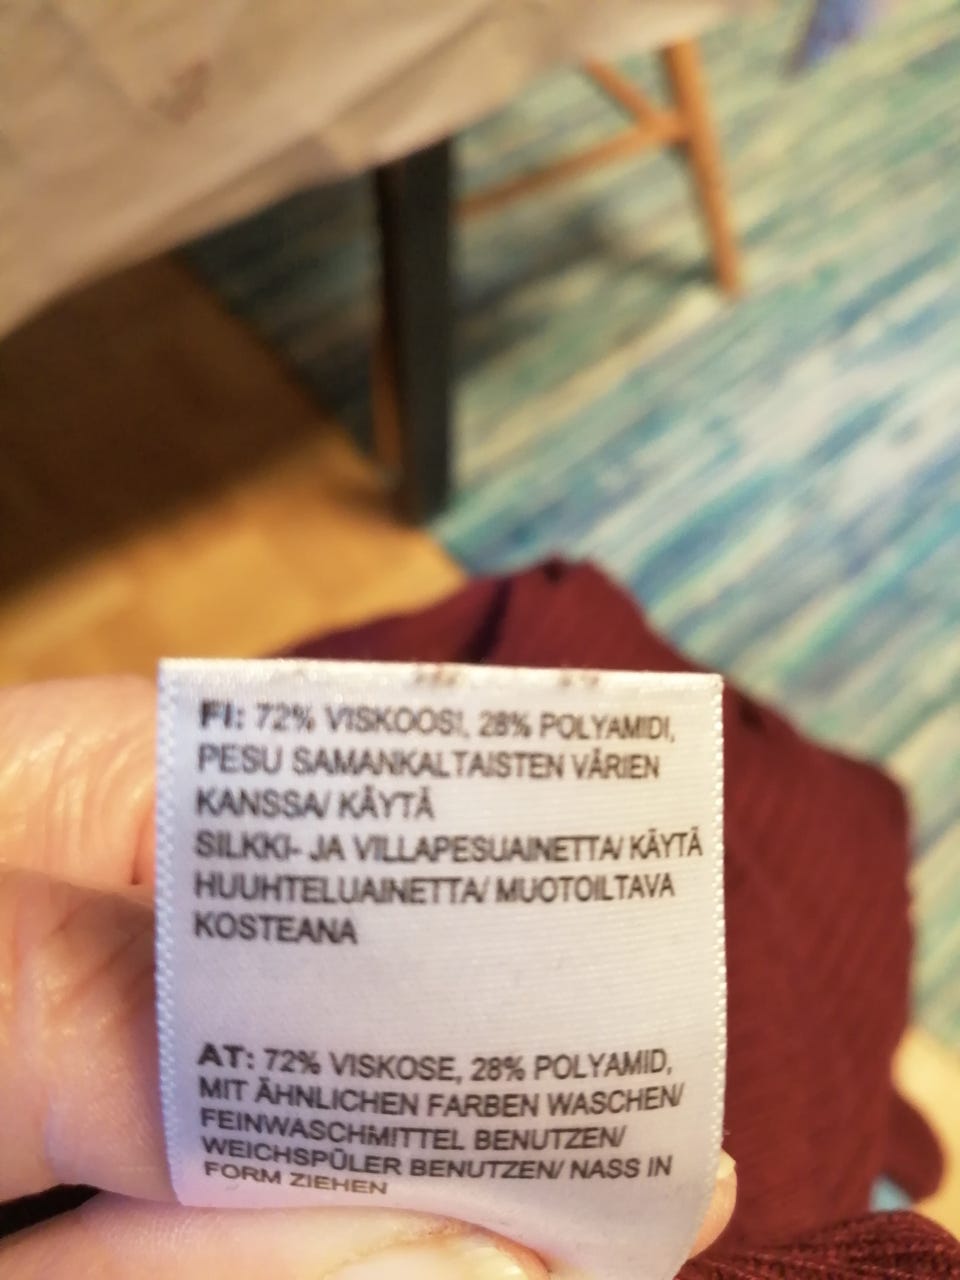 FI: 72% VISKOOSI, 28% POLYAMIDI,
PESU SAMANKALTAISTEN VÄRIEN
KANSSA/ KÄYTÄ
SILKKI- JA VILLAPESUAINETTA/ KÄYTÄ
HUUHTELUAINETTA/ MUOTOILTAVA
KOSTEANA
AT: 72% VISKOSE, 28% POLYAMID,
MIT ÄHNLICHEN FARBEN WASCHEN/
FEINWASCHMITTEL BENUTZEN/
WEICHSPÜLER BENUTZEN/ NASS IN
FORM ZIEHEN